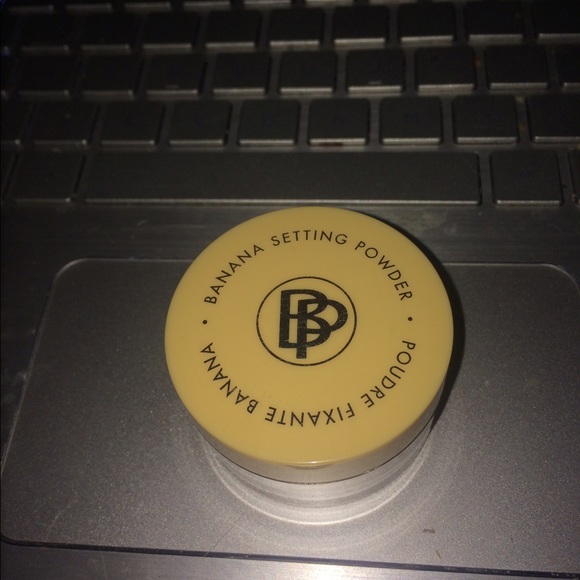 BANANA SETTING POWDER
BP
POUDRE FIXANTE BANANA